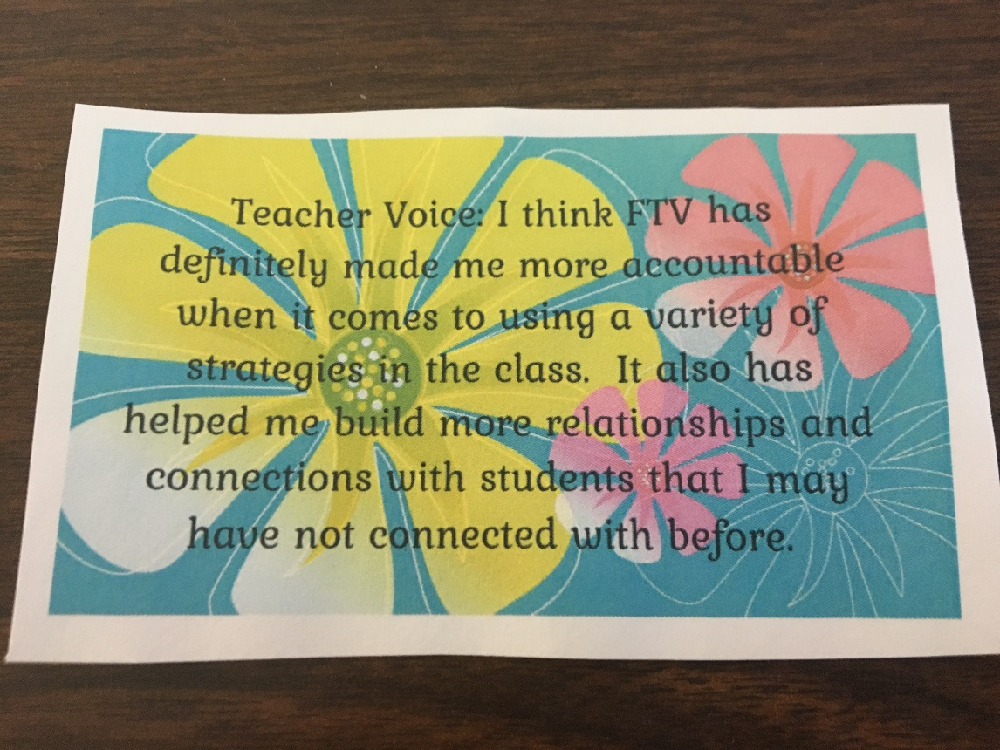 Teacher Voice: I think FTV has
definitely made me more accountable
when it comes to using a variety of
strategies in the class.  It also has
helped me build more relationships and
connections with students that I may
have not connected with before.